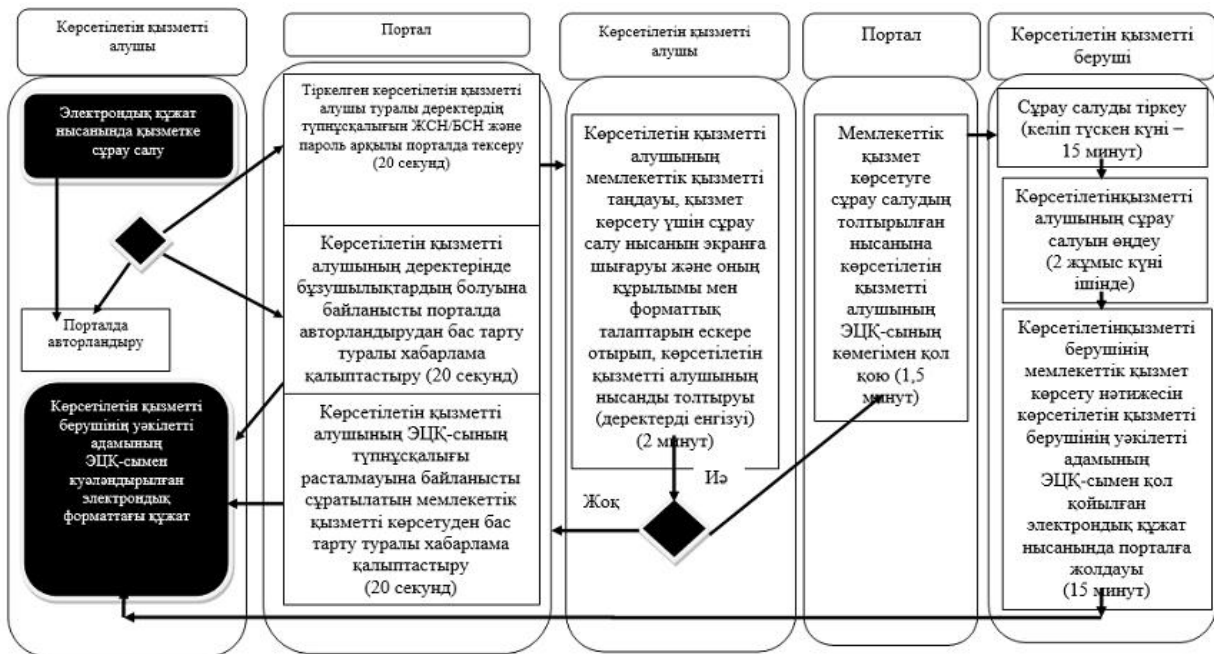 Көрсетілетін қызметті
алушы
Портал
Көрсетілетін қызметті
алушы
Портал
Көрсетілетін қызметті
беруші
Электрондық құжат
нысанында қызметке
сұрау салу
Порталда
авторландыру
Көрсетілетін қызметті
берушінің уәкілетті
адамының
ЭЦҚ-сымен
куәландырылған
электрондық
форматтағы құжат
Тіркелген көрсетілетін қызметті
алушы туралы деректердің
түпнұсқалығын ЖСН/БСН және
пароль арқылы порталда тексеру
(20 секунд)
Көрсетілетін қызметті
алушының деректерінде
бұзушылықтардың болуына
байланысты порталда
авторландырудан бас тарту
туралы хабарлама
қалыптастыру (20 секунд)
Көрсетілетін қызметті
алушының ЭЦҚ-сының
түпнұсқалығы
расталмауына байланысты
сұратылатын мемлекеттік
қызметті көрсетуден бас
тарту туралы хабарлама
қалыптастыру
(20 секунд)
Көрсетілетін қызметті
алушының
мемлекеттік қызметті
таңдауы, қызмет
көрсету үшін сұрау
салу нысанын экранға
шығаруы және оның
құрылымы мен
форматтық
талаптарын ескере
отырып, көрсетілетін
қызметті алушының
нысанды толтыруы
(деректерді енгізуі)
(2 минут)
Иә
Жоқ
Мемлекеттік
қызмет
көрсетуге
сұрау салудың
толтырылған
нысанына
көрсетілетін
қызметті
алушының
ЭЦҚ-сының
көмегімен қол
қою (1,5
минут)
Сұрау салуды тіркеу
(келіп түскен күні –
15 минут)
Көрсетілетінқызметті
алушының сұрау
салуын өңдеу
(2 жұмыс күні
ішінде)
Көрсетілетінқызметті
берушінің
мемлекеттік қызмет
көрсету нәтижесін
көрсетілетін қызметті
берушінің уәкілетті
адамының
ЭЦҚ-сымен қол
қойылған
электрондық құжат
нысанында порталға
жолдауы
(15 минут)